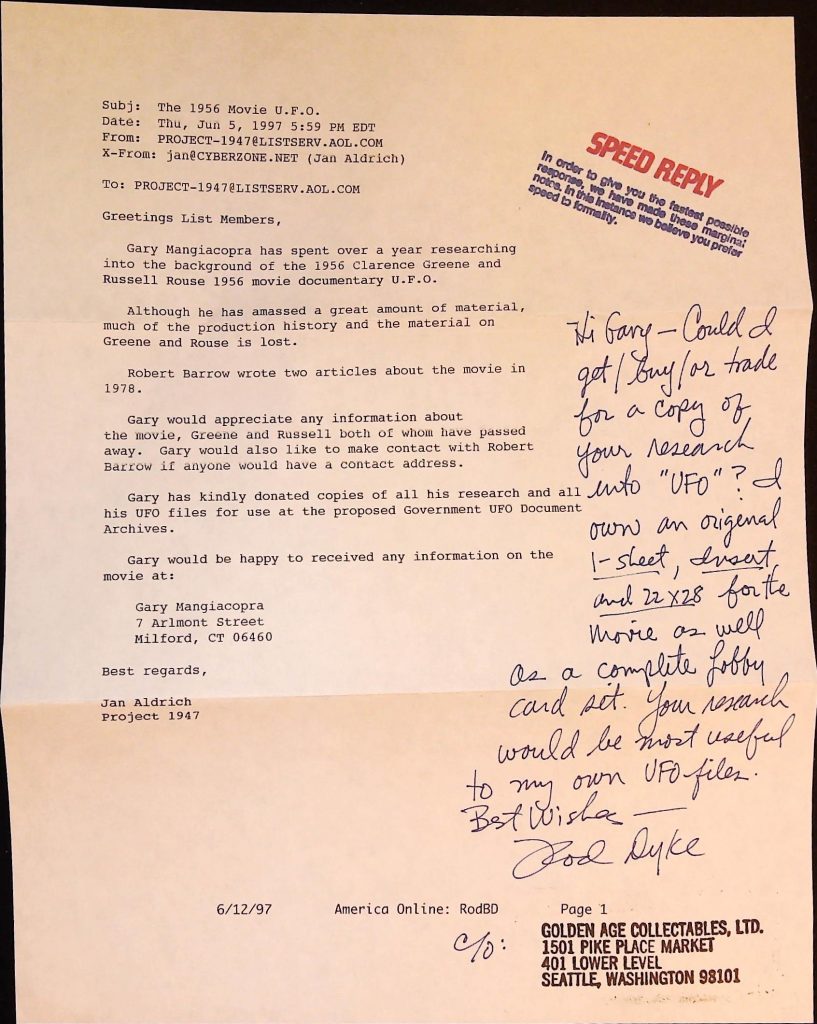 Subj: The 1956 Movie U.F.O.
Date: Thu, Jun 5, 1997 5:59 PM EDT
From: PROJECT-1947@LISTSERV.AOL.COM
X-From: jan@CYBERZONE.NET (Jan Aldrich)
To: PROJECT-1947@LISTSERV.AOL.COM
Greetings List Members,
Gary Mangiacopra has spent over a year researching
into the background of the 1956 Clarence Greene and
Russell Rouse 1956 movie documentary U.F.O.
Although he has amassed a great amount of material,
much of the production history and the material on
Greene and Rouse is lost.
Robert Barrow wrote two articles about the movie in
1978.
Gary would appreciate any information about
the movie, Greene and Russell both of whom have passed
away. Gary would also like to make contact with Robert
Barrow if anyone would have a contact address.
Gary has kindly donated copies of all his research and all
his UFO files for use at the proposed Government UFO Document
Archives.
Gary would be happy to received any information on the
movie at:
Gary Mangiacopra
7 Arlmont Street
Milford, CT 06460
Best regards,
Jan Aldrich
Project 1947
SPEED REPLY
In order to give you the fastest possible
response, we have made these marginal
notes. In this instance we believe you prefer
speed to formality.
Hi Gary — Could I
get/buy/or trade
for a copy of
your research
into "UFO"? I
own an original
1-sheet, Insert
and 22x28 for the
movie as well
as a complete lobby
card set. Your research
would be most useful
to my own UFO files.
Best Wishes —
Rod Dyke
6/12/97 America Online: RodBD Page 1
c/o:
GOLDEN AGE COLLECTABLES, LTD.
1501 PIKE PLACE MARKET
401 LOWER LEVEL
SEATTLE, WASHINGTON 98101